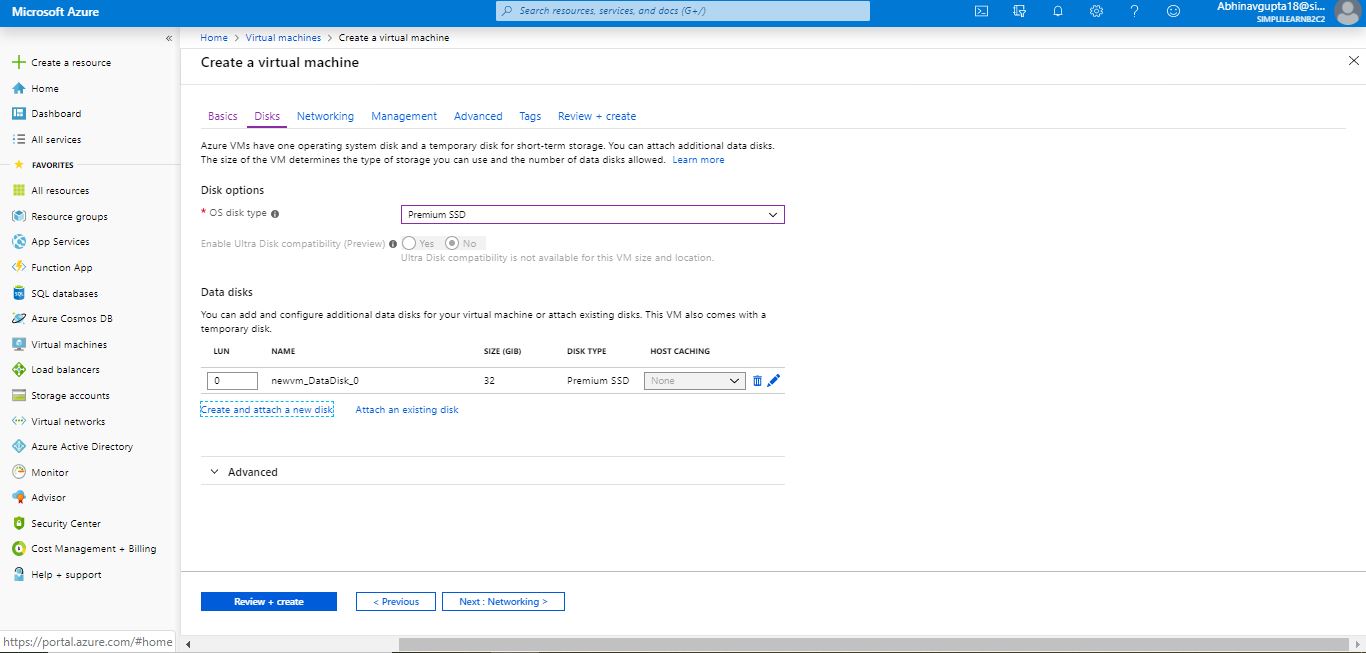 Microsoft Azure
Search resources, services, and docs (G+/)
Abhinavgupta18@si...
SIMPLILEARNB2C2
«
Home > Virtual machines > Create a virtual machine
Create a virtual machine
Create a resource
Home
Dashboard
All services
FAVORITES
All resources
Resource groups
App Services
Function App
SQL databases
Azure Cosmos DB
Virtual machines
Load balancers
Storage accounts
Virtual networks
Azure Active Directory
Monitor
Advisor
Security Center
Cost Management + Billing
Help + support
https://portal.azure.com/#home
Basics Disks Networking Management Advanced Tags Review + create
Azure VMs have one operating system disk and a temporary disk for short-term storage. You can attach additional data disks.
The size of the VM determines the type of storage you can use and the number of data disks allowed. Learn more
Disk options
* OS disk type Premium SSD
Enable Ultra Disk compatibility (Preview) Yes No
Ultra Disk compatibility is not available for this VM size and location.
Data disks
You can add and configure additional data disks for your virtual machine or attach existing disks. This VM also comes with a
temporary disk.
LUN NAME SIZE (GIB) DISK TYPE HOST CACHING
0 newvm_DataDisk_0 32 Premium SSD None
Create and attach a new disk Attach an existing disk
Advanced
Review + create < Previous Next : Networking >